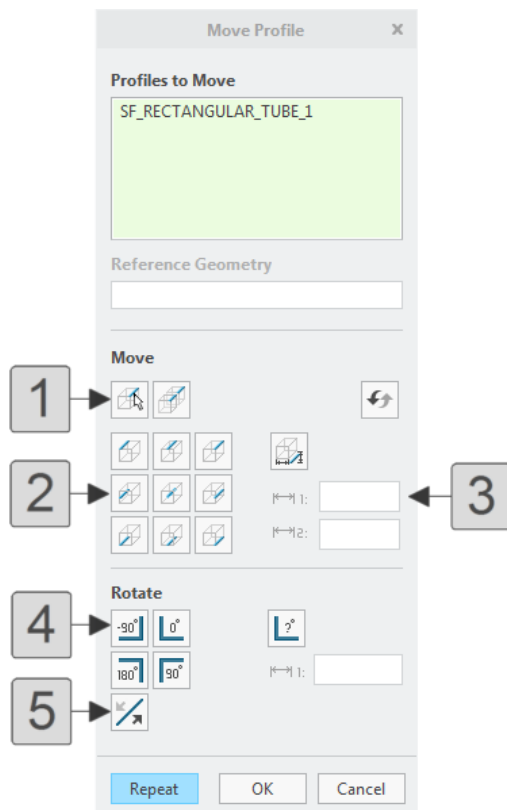 Move Profile
Profiles to Move
SF_RECTANGULAR_TUBE_1
Reference Geometry
Move
1
2
1:
3
2:
Rotate
4
-90° 0° ?°
180° 90° 1:
5
Repeat OK Cancel